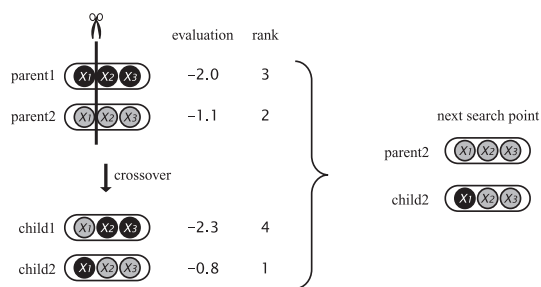 evaluation rank
parent1 X1 X2 X3 -2.0 3
parent2 X1 X2 X3 -1.1 2
crossover
child1 X1 X2 X3 -2.3 4
child2 X1 X2 X3 -0.8 1
next search point
parent2 X1 X2 X3
child2 X1 X2 X3